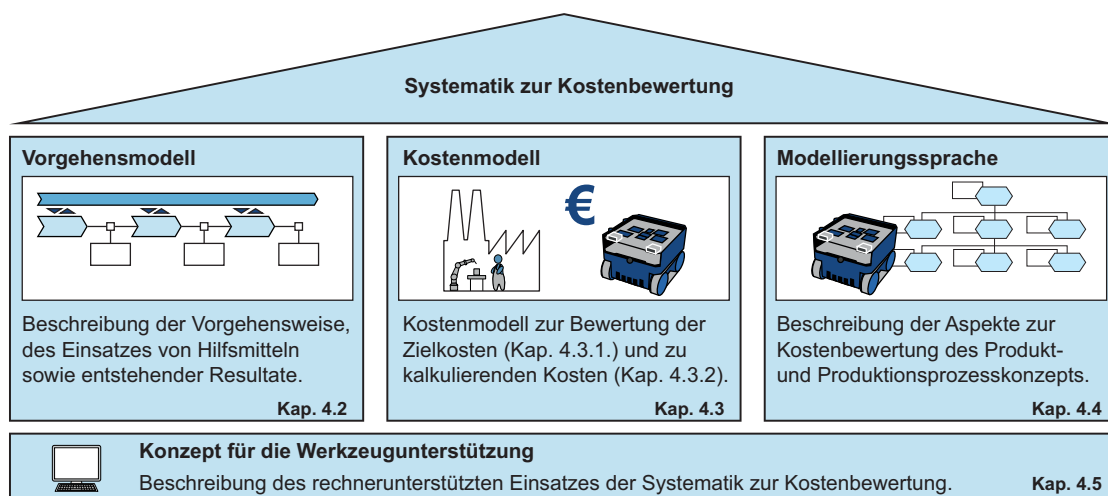 Systematik zur Kostenbewertung
Vorgehensmodell
Beschreibung der Vorgehensweise,
des Einsatzes von Hilfsmitteln
sowie entstehender Resultate.
Kap. 4.2
Kostenmodell
€
Kostenmodell zur Bewertung der
Zielkosten (Kap. 4.3.1.) und zu
kalkulierenden Kosten (Kap. 4.3.2).
Kap. 4.3
Modellierungssprache
Beschreibung der Aspekte zur
Kostenbewertung des Produkt-
und Produktionsprozesskonzepts.
Kap. 4.4
Konzept für die Werkzeugunterstützung
Beschreibung des rechnerunterstützten Einsatzes der Systematik zur Kostenbewertung. Kap. 4.5